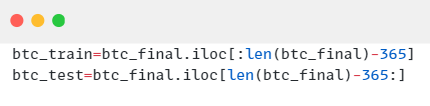 btc_train=btc_final.iloc[:len(btc_final)-365]
btc_test=btc_final.iloc[len(btc_final)-365:]